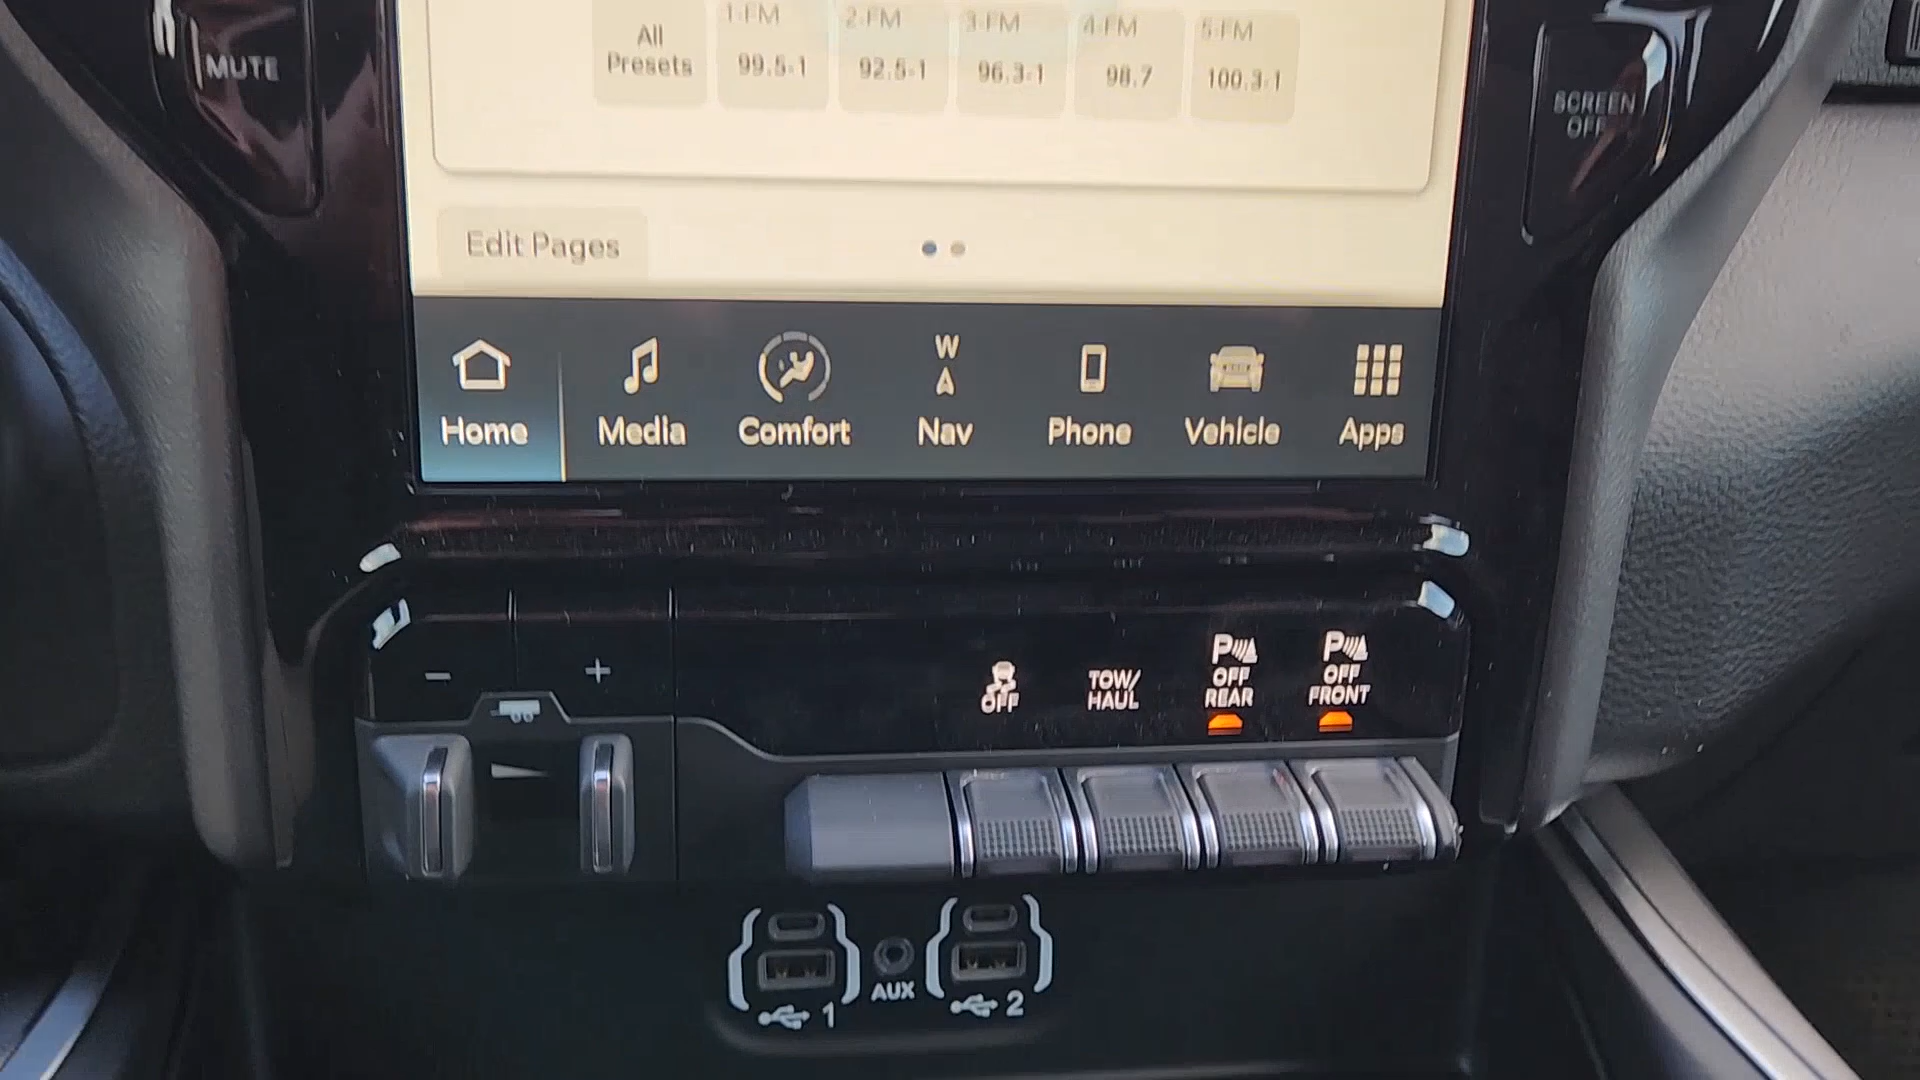 MUTE
All
Presets
1-FM
99.5-1
2-FM
92.5-1
3-FM
96.3-1
4-FM
98.7
5-FM
100.3-1
SCREEN
OFF
Edit Pages
W
Home
Media
Comfort
Nav
Phone
Vehicle
Apps
- +
OFF
TOW/
HAUL
P
OFF
REAR
P
OFF
FRONT
1
AUX
2